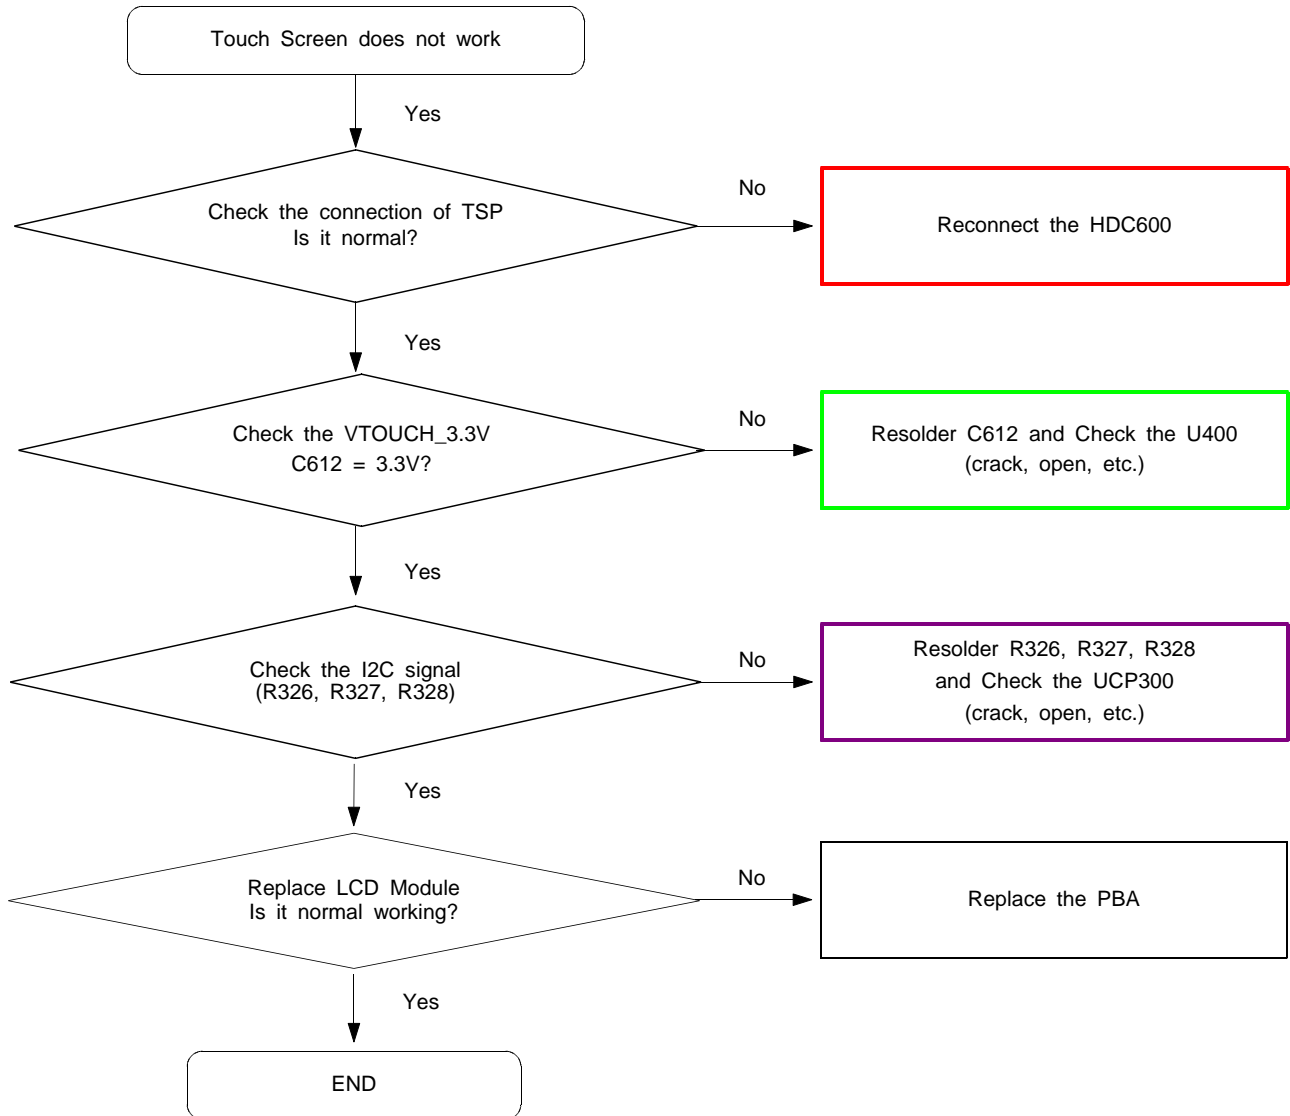 Touch Screen does not work
Yes
Check the connection of TSP
Is it normal?
No
Reconnect the HDC600
Yes
Check the VTOUCH_3.3V
C612 = 3.3V?
No
Resolder C612 and Check the U400
(crack, open, etc.)
Yes
Check the I2C signal
(R326, R327, R328)
No
Resolder R326, R327, R328
and Check the UCP300
(crack, open, etc.)
Yes
Replace LCD Module
Is it normal working?
No
Replace the PBA
Yes
END